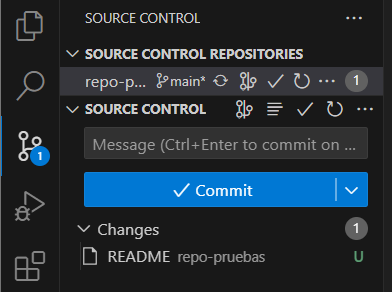 SOURCE CONTROL
SOURCE CONTROL REPOSITORIES
repo-p... main* 1
SOURCE CONTROL
1
Message (Ctrl+Enter to commit on ...
Commit
Changes 1
README repo-pruebas U